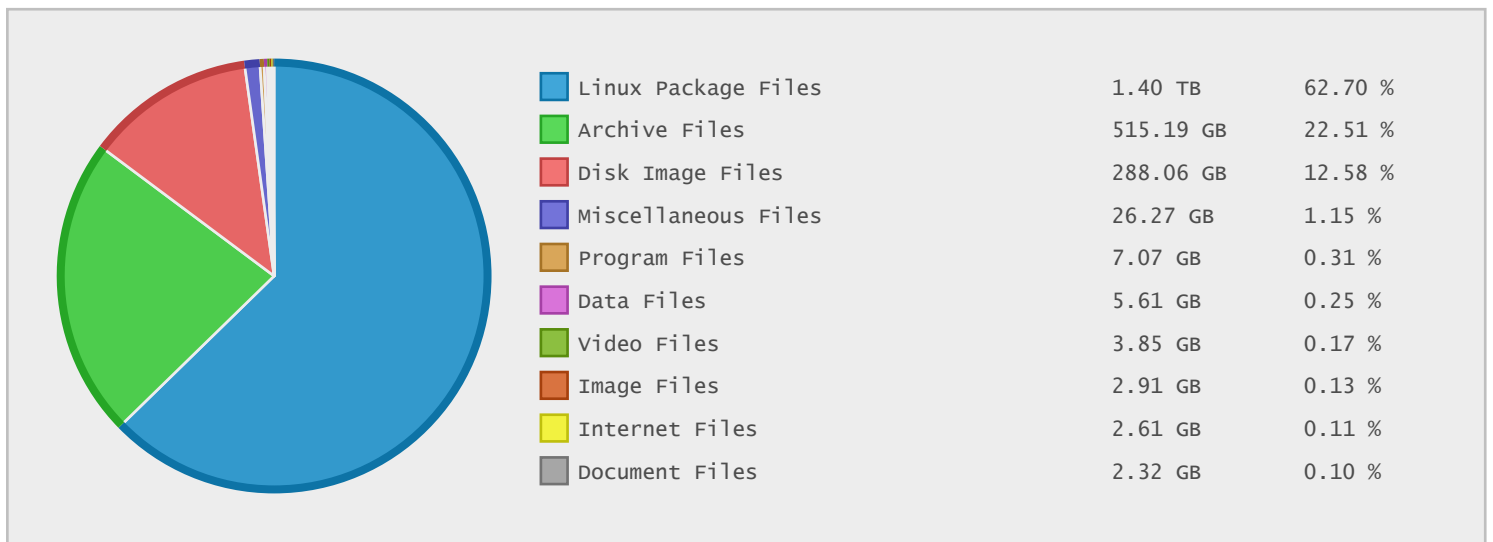 Linux Package Files 1.40 TB 62.70 %
Archive Files 515.19 GB 22.51 %
Disk Image Files 288.06 GB 12.58 %
Miscellaneous Files 26.27 GB 1.15 %
Program Files 7.07 GB 0.31 %
Data Files 5.61 GB 0.25 %
Video Files 3.85 GB 0.17 %
Image Files 2.91 GB 0.13 %
Internet Files 2.61 GB 0.11 %
Document Files 2.32 GB 0.10 %